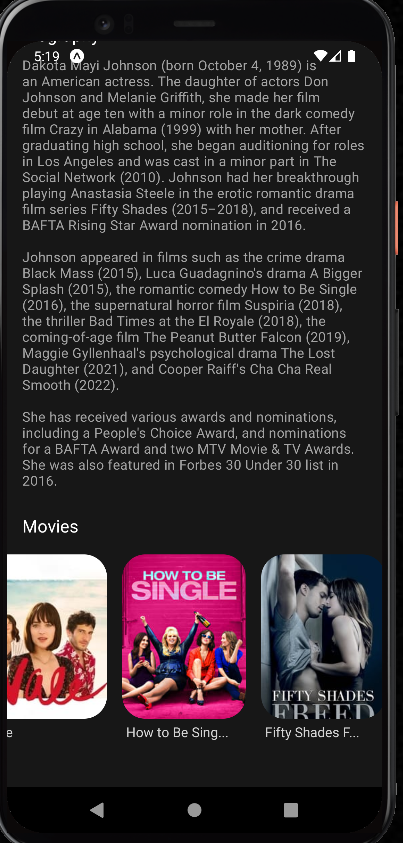 5:19
Dakota Mayi Johnson (born October 4, 1989) is
an American actress. The daughter of actors Don
Johnson and Melanie Griffith, she made her film
debut at age ten with a minor role in the dark comedy
film Crazy in Alabama (1999) with her mother. After
graduating high school, she began auditioning for roles
in Los Angeles and was cast in a minor part in The
Social Network (2010). Johnson had her breakthrough
playing Anastasia Steele in the erotic romantic drama
film series Fifty Shades (2015–2018), and received a
BAFTA Rising Star Award nomination in 2016.
Johnson appeared in films such as the crime drama
Black Mass (2015), Luca Guadagnino's drama A Bigger
Splash (2015), the romantic comedy How to Be Single
(2016), the supernatural horror film Suspiria (2018),
the thriller Bad Times at the El Royale (2018), the
coming-of-age film The Peanut Butter Falcon (2019),
Maggie Gyllenhaal's psychological drama The Lost
Daughter (2021), and Cooper Raiff's Cha Cha Real
Smooth (2022).
She has received various awards and nominations,
including a People's Choice Award, and nominations
for a BAFTA Award and two MTV Movie & TV Awards.
She was also featured in Forbes 30 Under 30 list in
2016.
Movies
HOW TO BE
SINGLE
FIFTY SHADES
FREED
e
How to Be Sing...
Fifty Shades F...